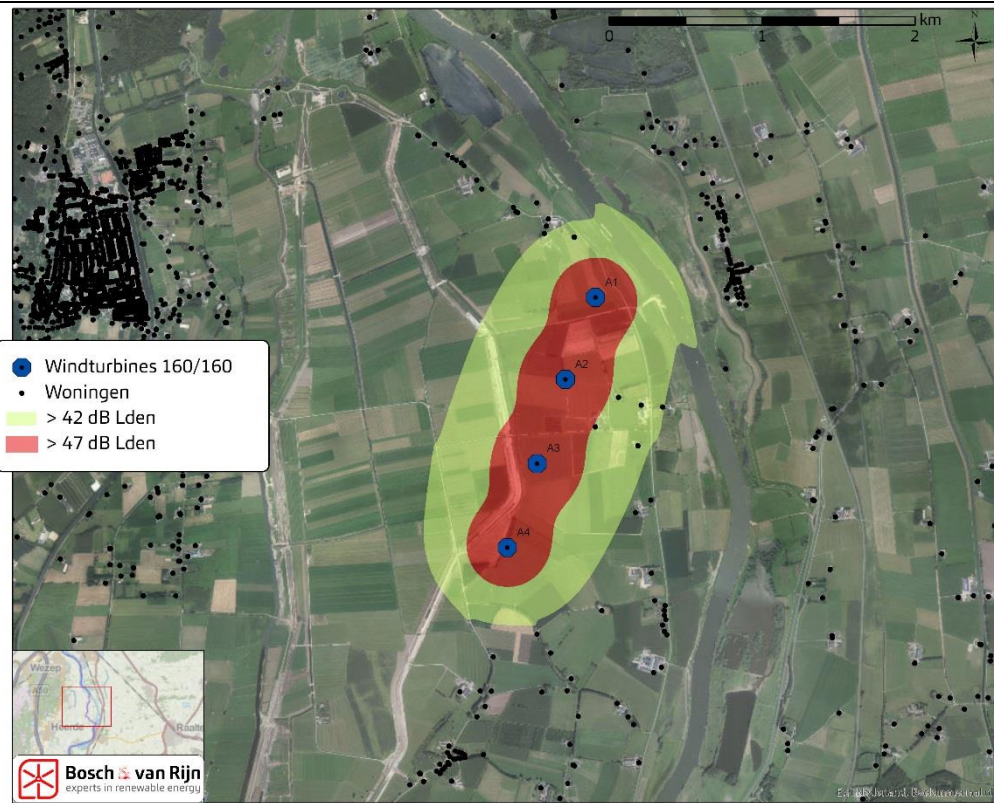 N
km
0 1 2
A1
A2
A3
A4
Windturbines 160/160
Woningen
> 42 dB Lden
> 47 dB Lden
Wezep
A50
Heerde
Raalte
Bosch & van Rijn
experts in renewable energy